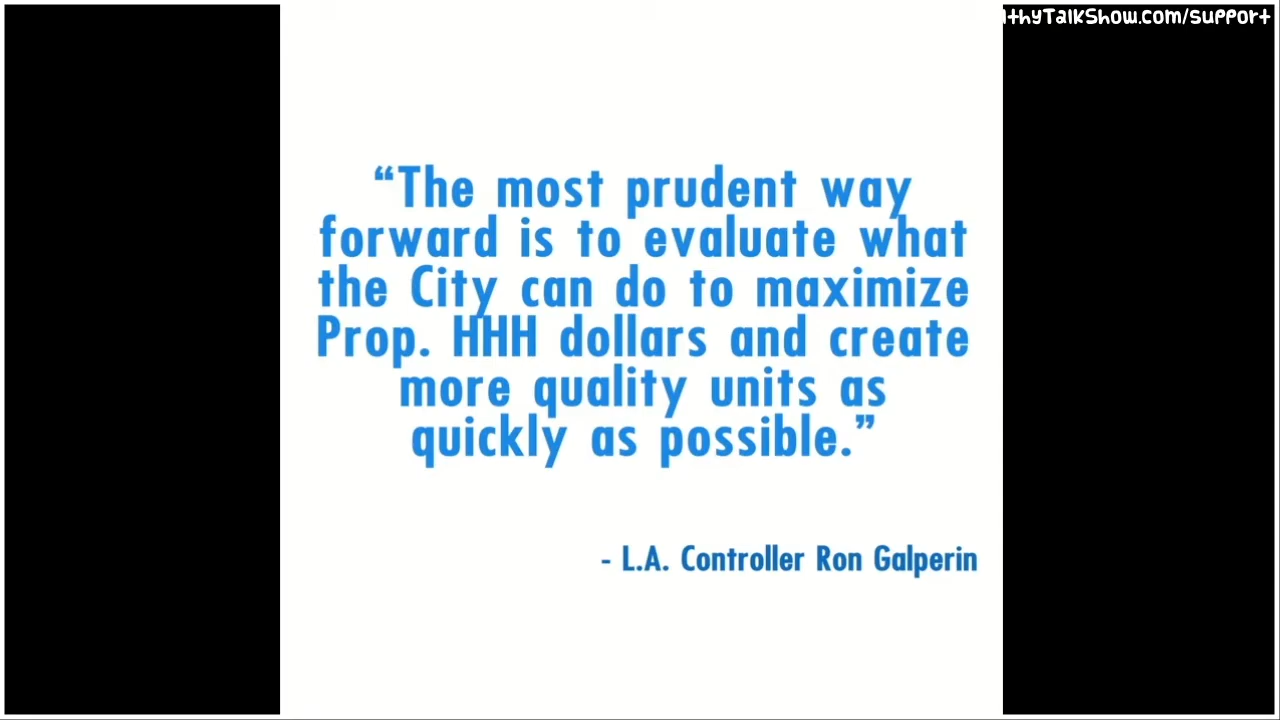 lthyTalkShow.com/support
“The most prudent way
forward is to evaluate what
the City can do to maximize
Prop. HHH dollars and create
more quality units as
quickly as possible.”
- L.A. Controller Ron Galperin